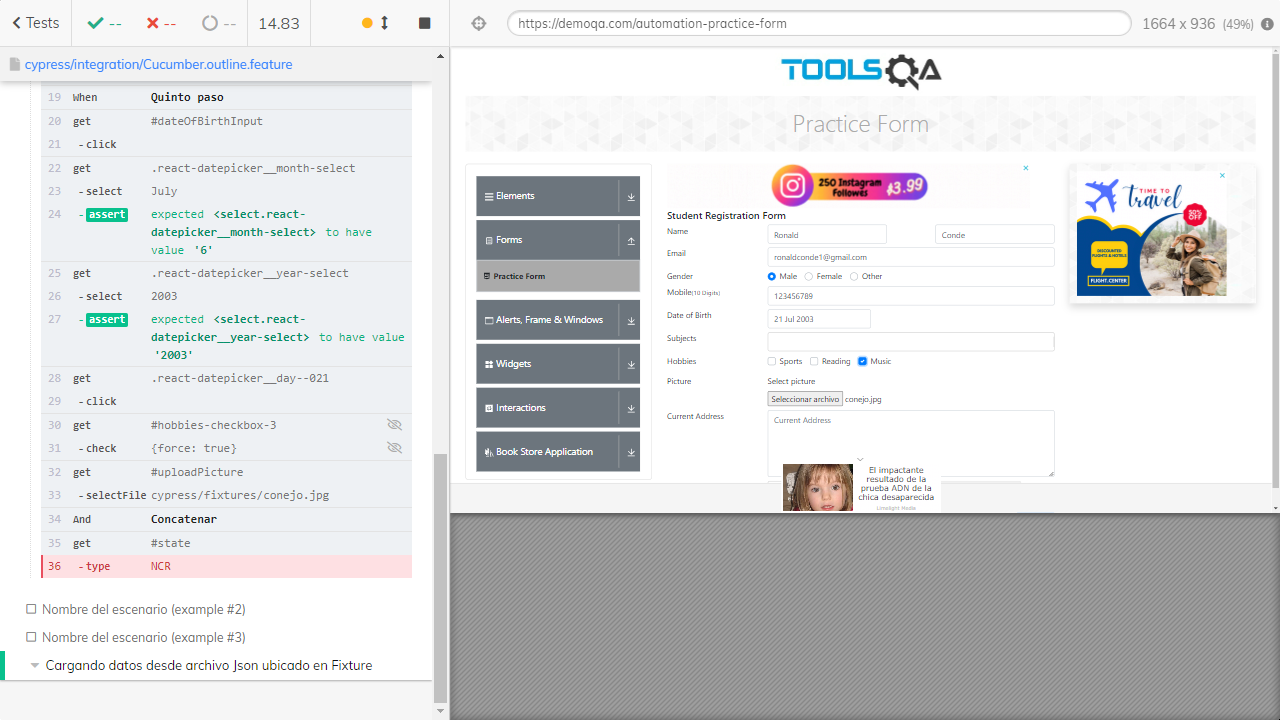 Tests
--
--
--
14.83
https://demoqa.com/automation-practice-form
1664 x 936 (49%)
cypress/integration/Cucumber.outline.feature
19 When Quinto paso
20 get #dateOfBirthInput
21 -click
22 get .react-datepicker__month-select
23 -select July
24 -assert expected <select.react-
datepicker__month-select> to have
value '6'
25 get .react-datepicker__year-select
26 -select 2003
27 -assert expected <select.react-
datepicker__year-select> to have value
'2003'
28 get .react-datepicker__day--021
29 -click
30 get #hobbies-checkbox-3
31 -check {force: true}
32 get #uploadPicture
33 -selectFile cypress/fixtures/conejo.jpg
34 And Concatenar
35 get #state
36 -type NCR
Nombre del escenario (example #2)
Nombre del escenario (example #3)
Cargando datos desde archivo Json ubicado en Fixture
TOOLSQA
Practice Form
Elements
Forms
Practice Form
Alerts, Frame & Windows
Widgets
Interactions
Book Store Application
250 Instagram
Followes
$3.99
Student Registration Form
Name Ronald Conde
Email ronaldconde1@gmail.com
Gender Male Female Other
Mobile(10 Digits) 123456789
Date of Birth 21 Jul 2003
Subjects
Hobbies Sports Reading Music
Picture Select picture
Seleccionar archivo conejo.jpg
Current Address Current Address
El impactante
resultado de la
prueba ADN de la
chica desaparecida
Limelight Media
TIME TO
travel
50%
OFF
DISCOUNTED
FLIGHTS & HOTELS
FLIGHT-CENTER